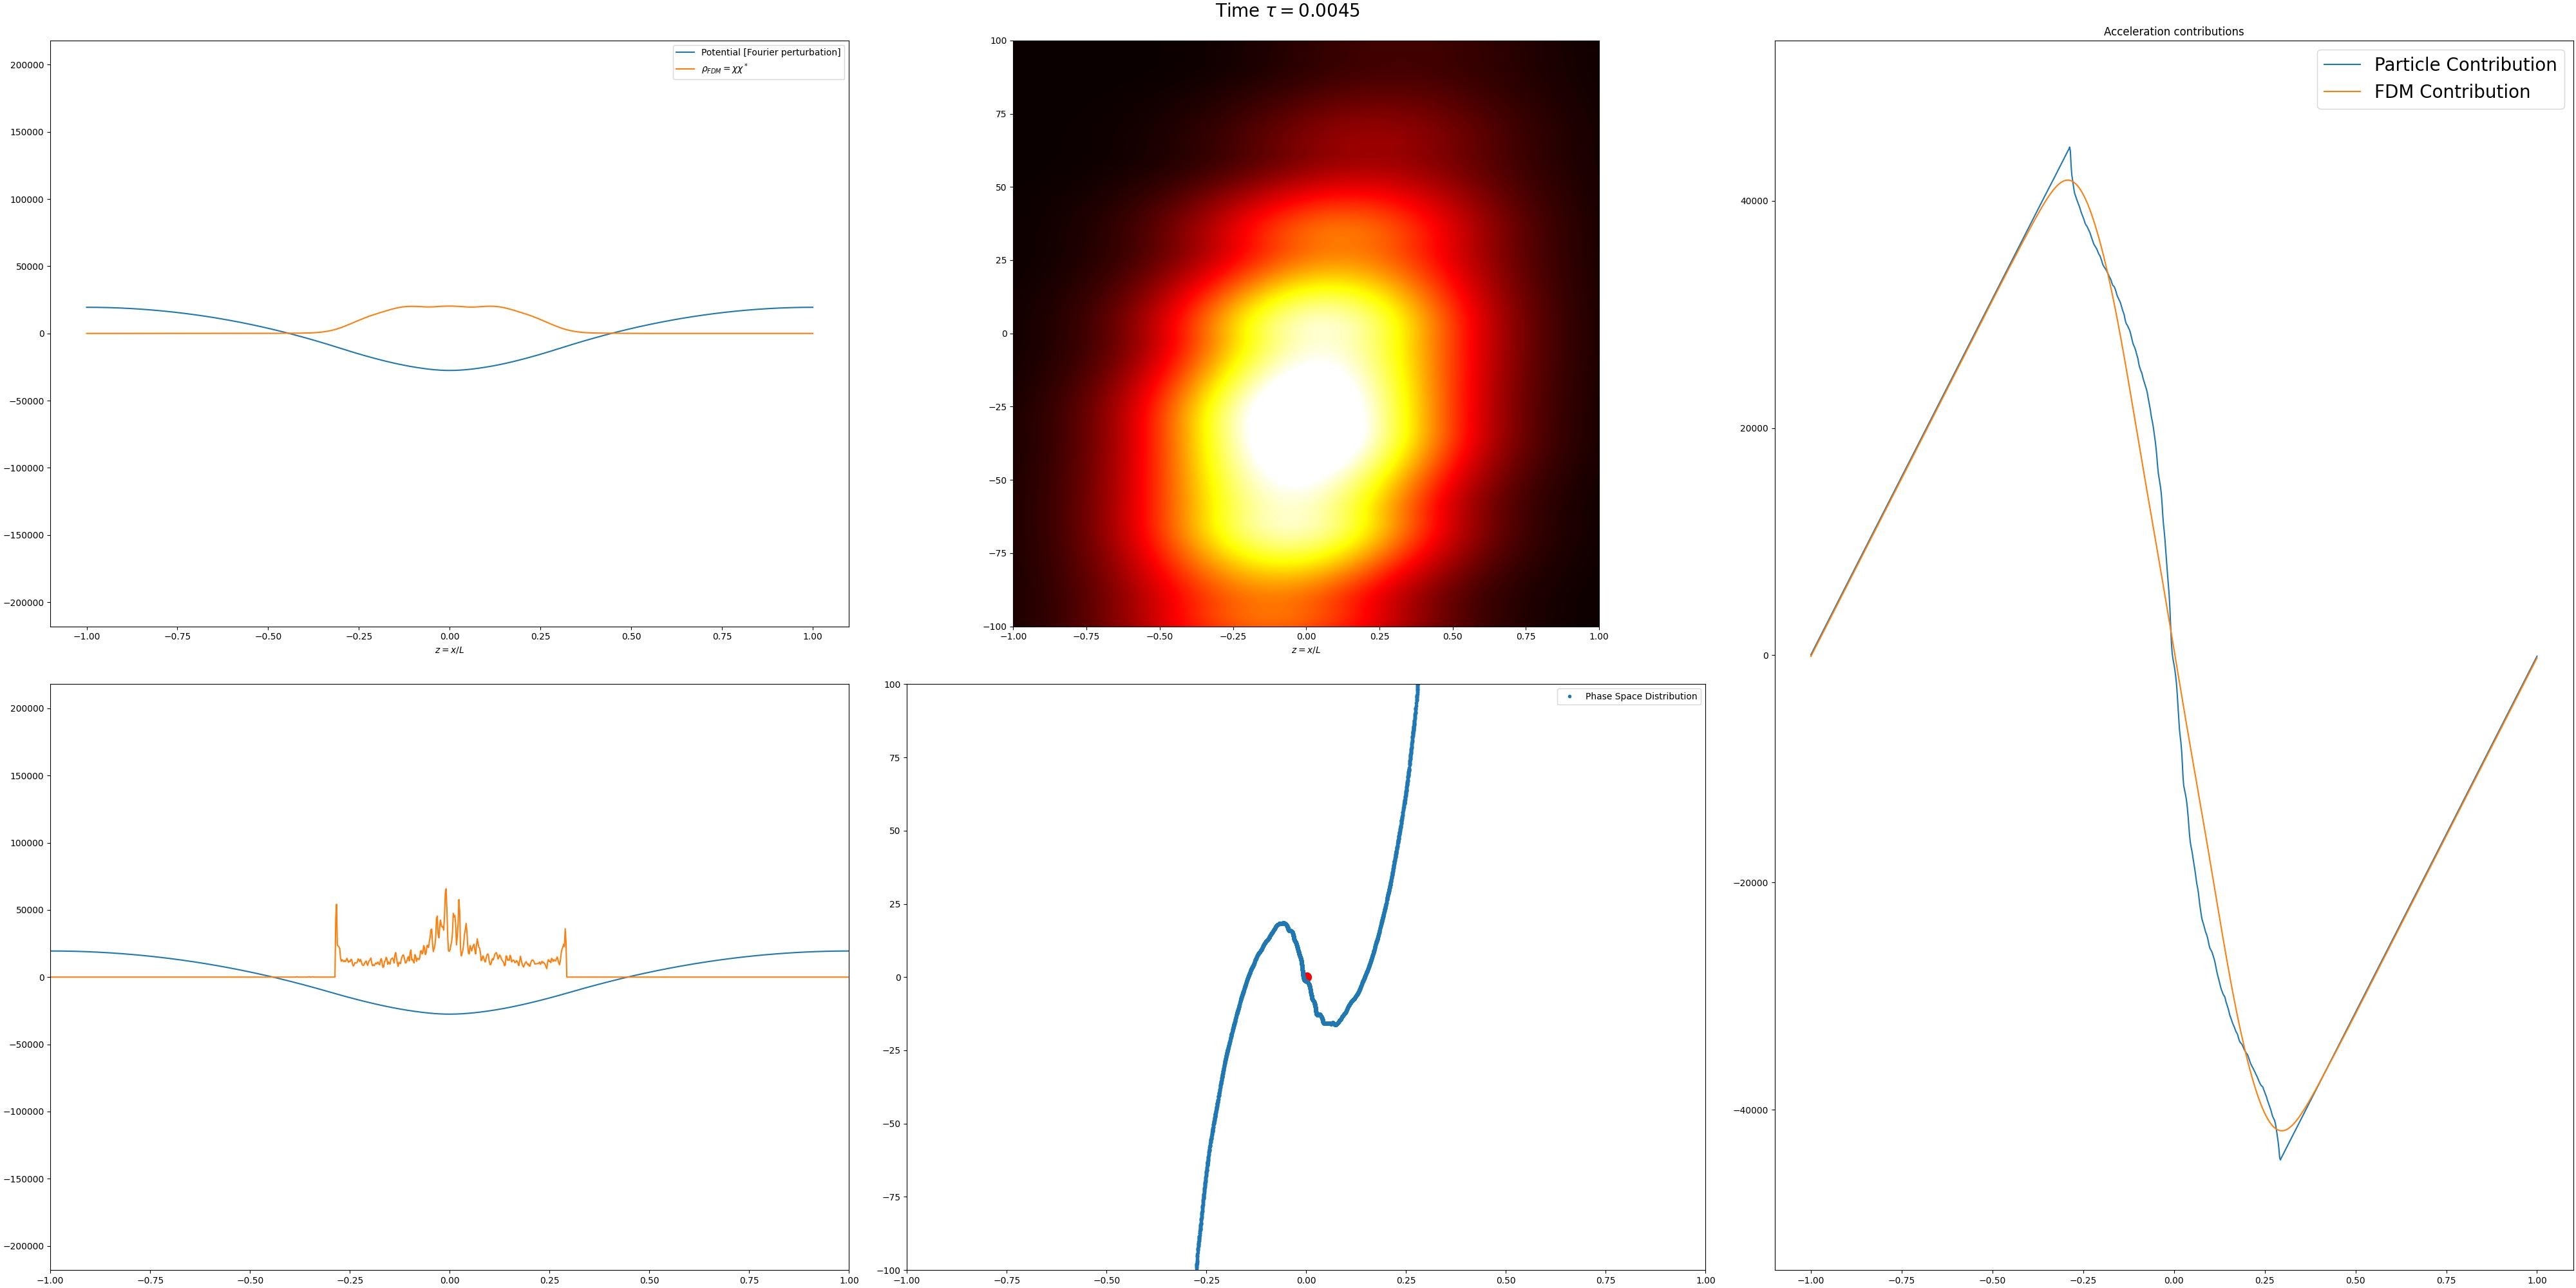 Time τ = 0.0045
Potential [Fourier perturbation]
ρFDM = χχ*
200000
150000
100000
50000
0
−50000
−100000
−150000
−200000
−1.00 −0.75 −0.50 −0.25 0.00 0.25 0.50 0.75 1.00
z = x/L
100
75
50
25
0
−25
−50
−75
−100
−1.00 −0.75 −0.50 −0.25 0.00 0.25 0.50 0.75 1.00
z = x/L
Acceleration contributions
Particle Contribution
FDM Contribution
40000
20000
0
−20000
−40000
−1.00 −0.75 −0.50 −0.25 0.00 0.25 0.50 0.75 1.00
200000
150000
100000
50000
0
−50000
−100000
−150000
−200000
−1.00 −0.75 −0.50 −0.25 0.00 0.25 0.50 0.75 1.00
Phase Space Distribution
100
75
50
25
0
−25
−50
−75
−100
−1.00 −0.75 −0.50 −0.25 0.00 0.25 0.50 0.75 1.00